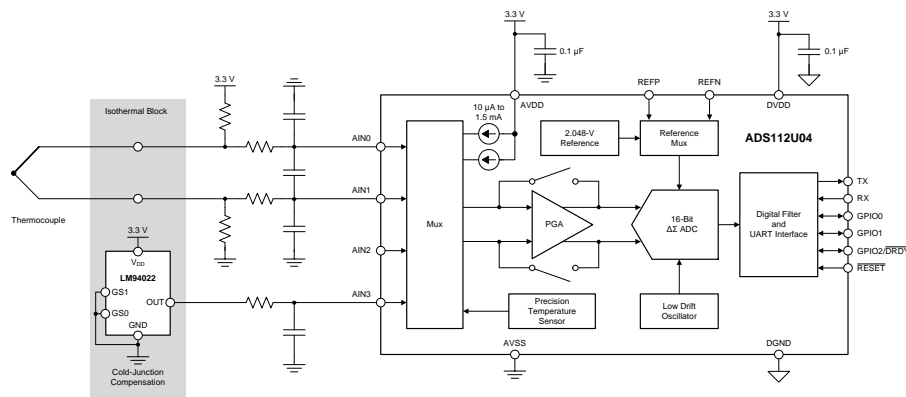 3.3 V
0.1 µF
3.3 V
0.1 µF
3.3 V
Isothermal Block
Thermocouple
3.3 V
VDD
LM94022
GS1
GS0
OUT
GND
Cold-Junction
Compensation
AIN0
AIN1
AIN2
AIN3
Mux
10 µA to
1.5 mA
AVDD
REFP
REFN
DVDD
2.048-V
Reference
Reference
Mux
ADS112U04
PGA
16-Bit
ΔΣ ADC
Digital Filter
and
UART Interface
TX
RX
GPIO0
GPIO1
GPIO2/DRDY
RESET
Precision
Temperature
Sensor
Low Drift
Oscillator
AVSS
DGND